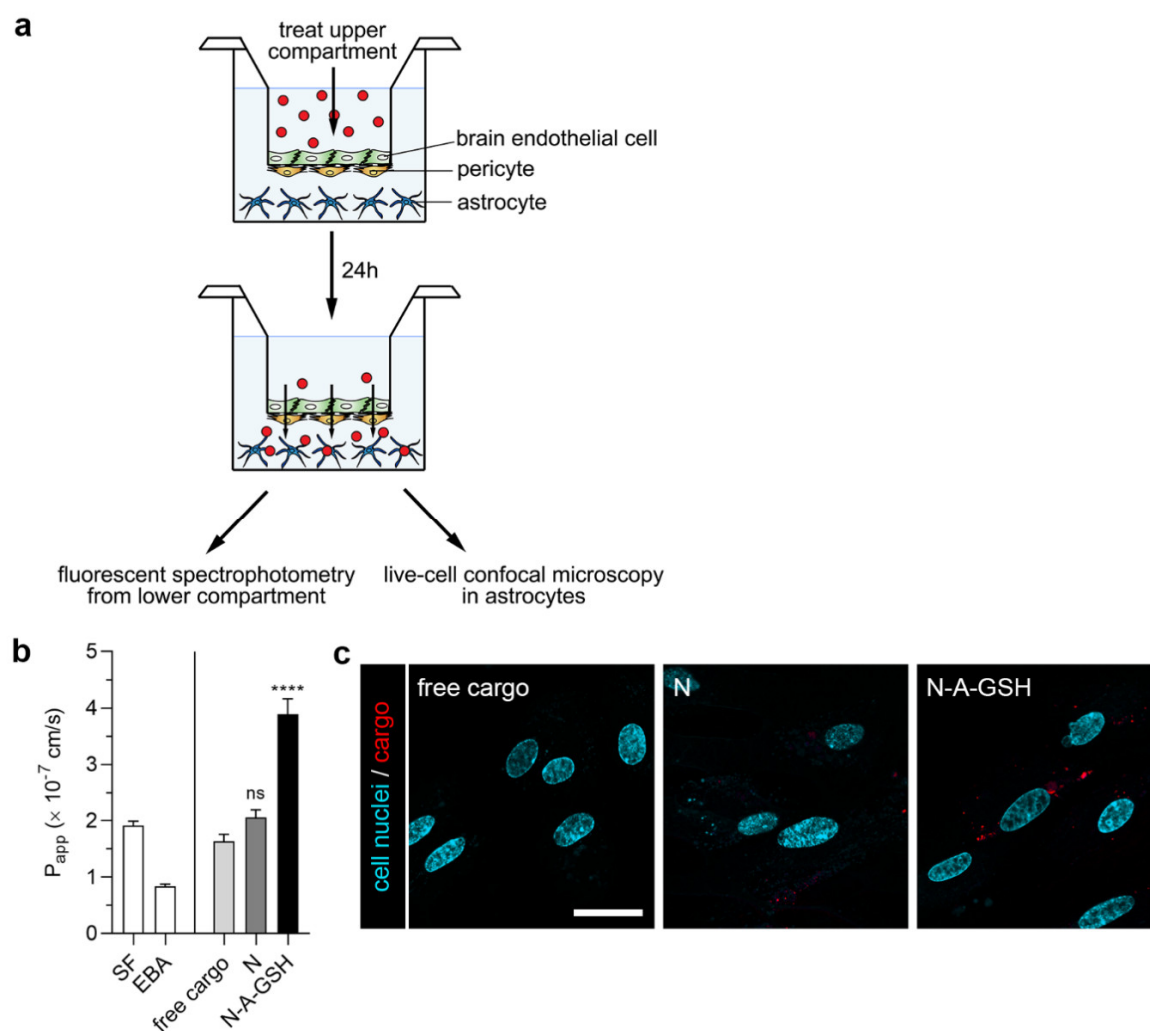 a
treat upper
compartment
brain endothelial cell
pericyte
astrocyte
24h
fluorescent spectrophotometry
from lower compartment
live-cell confocal microscopy
in astrocytes
b
5
4
3
2
1
0
Papp (× 10-7 cm/s)
ns
****
SF
EBA
free cargo
N
N-A-GSH
c
cell nuclei / cargo
free cargo
N
N-A-GSH